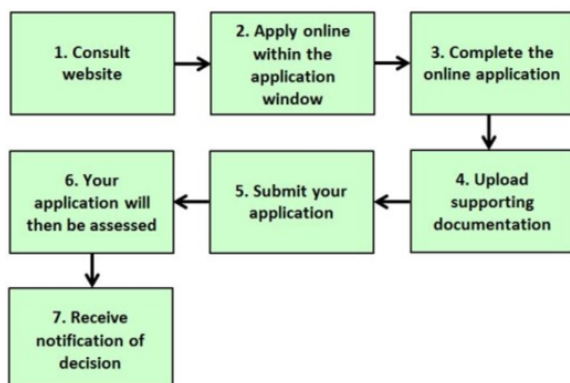 1. Consult
website
2. Apply online
within the
application
window
3. Complete the
online application
4. Upload
supporting
documentation
5. Submit your
application
6. Your
application will
then be assessed
7. Receive
notification of
decision